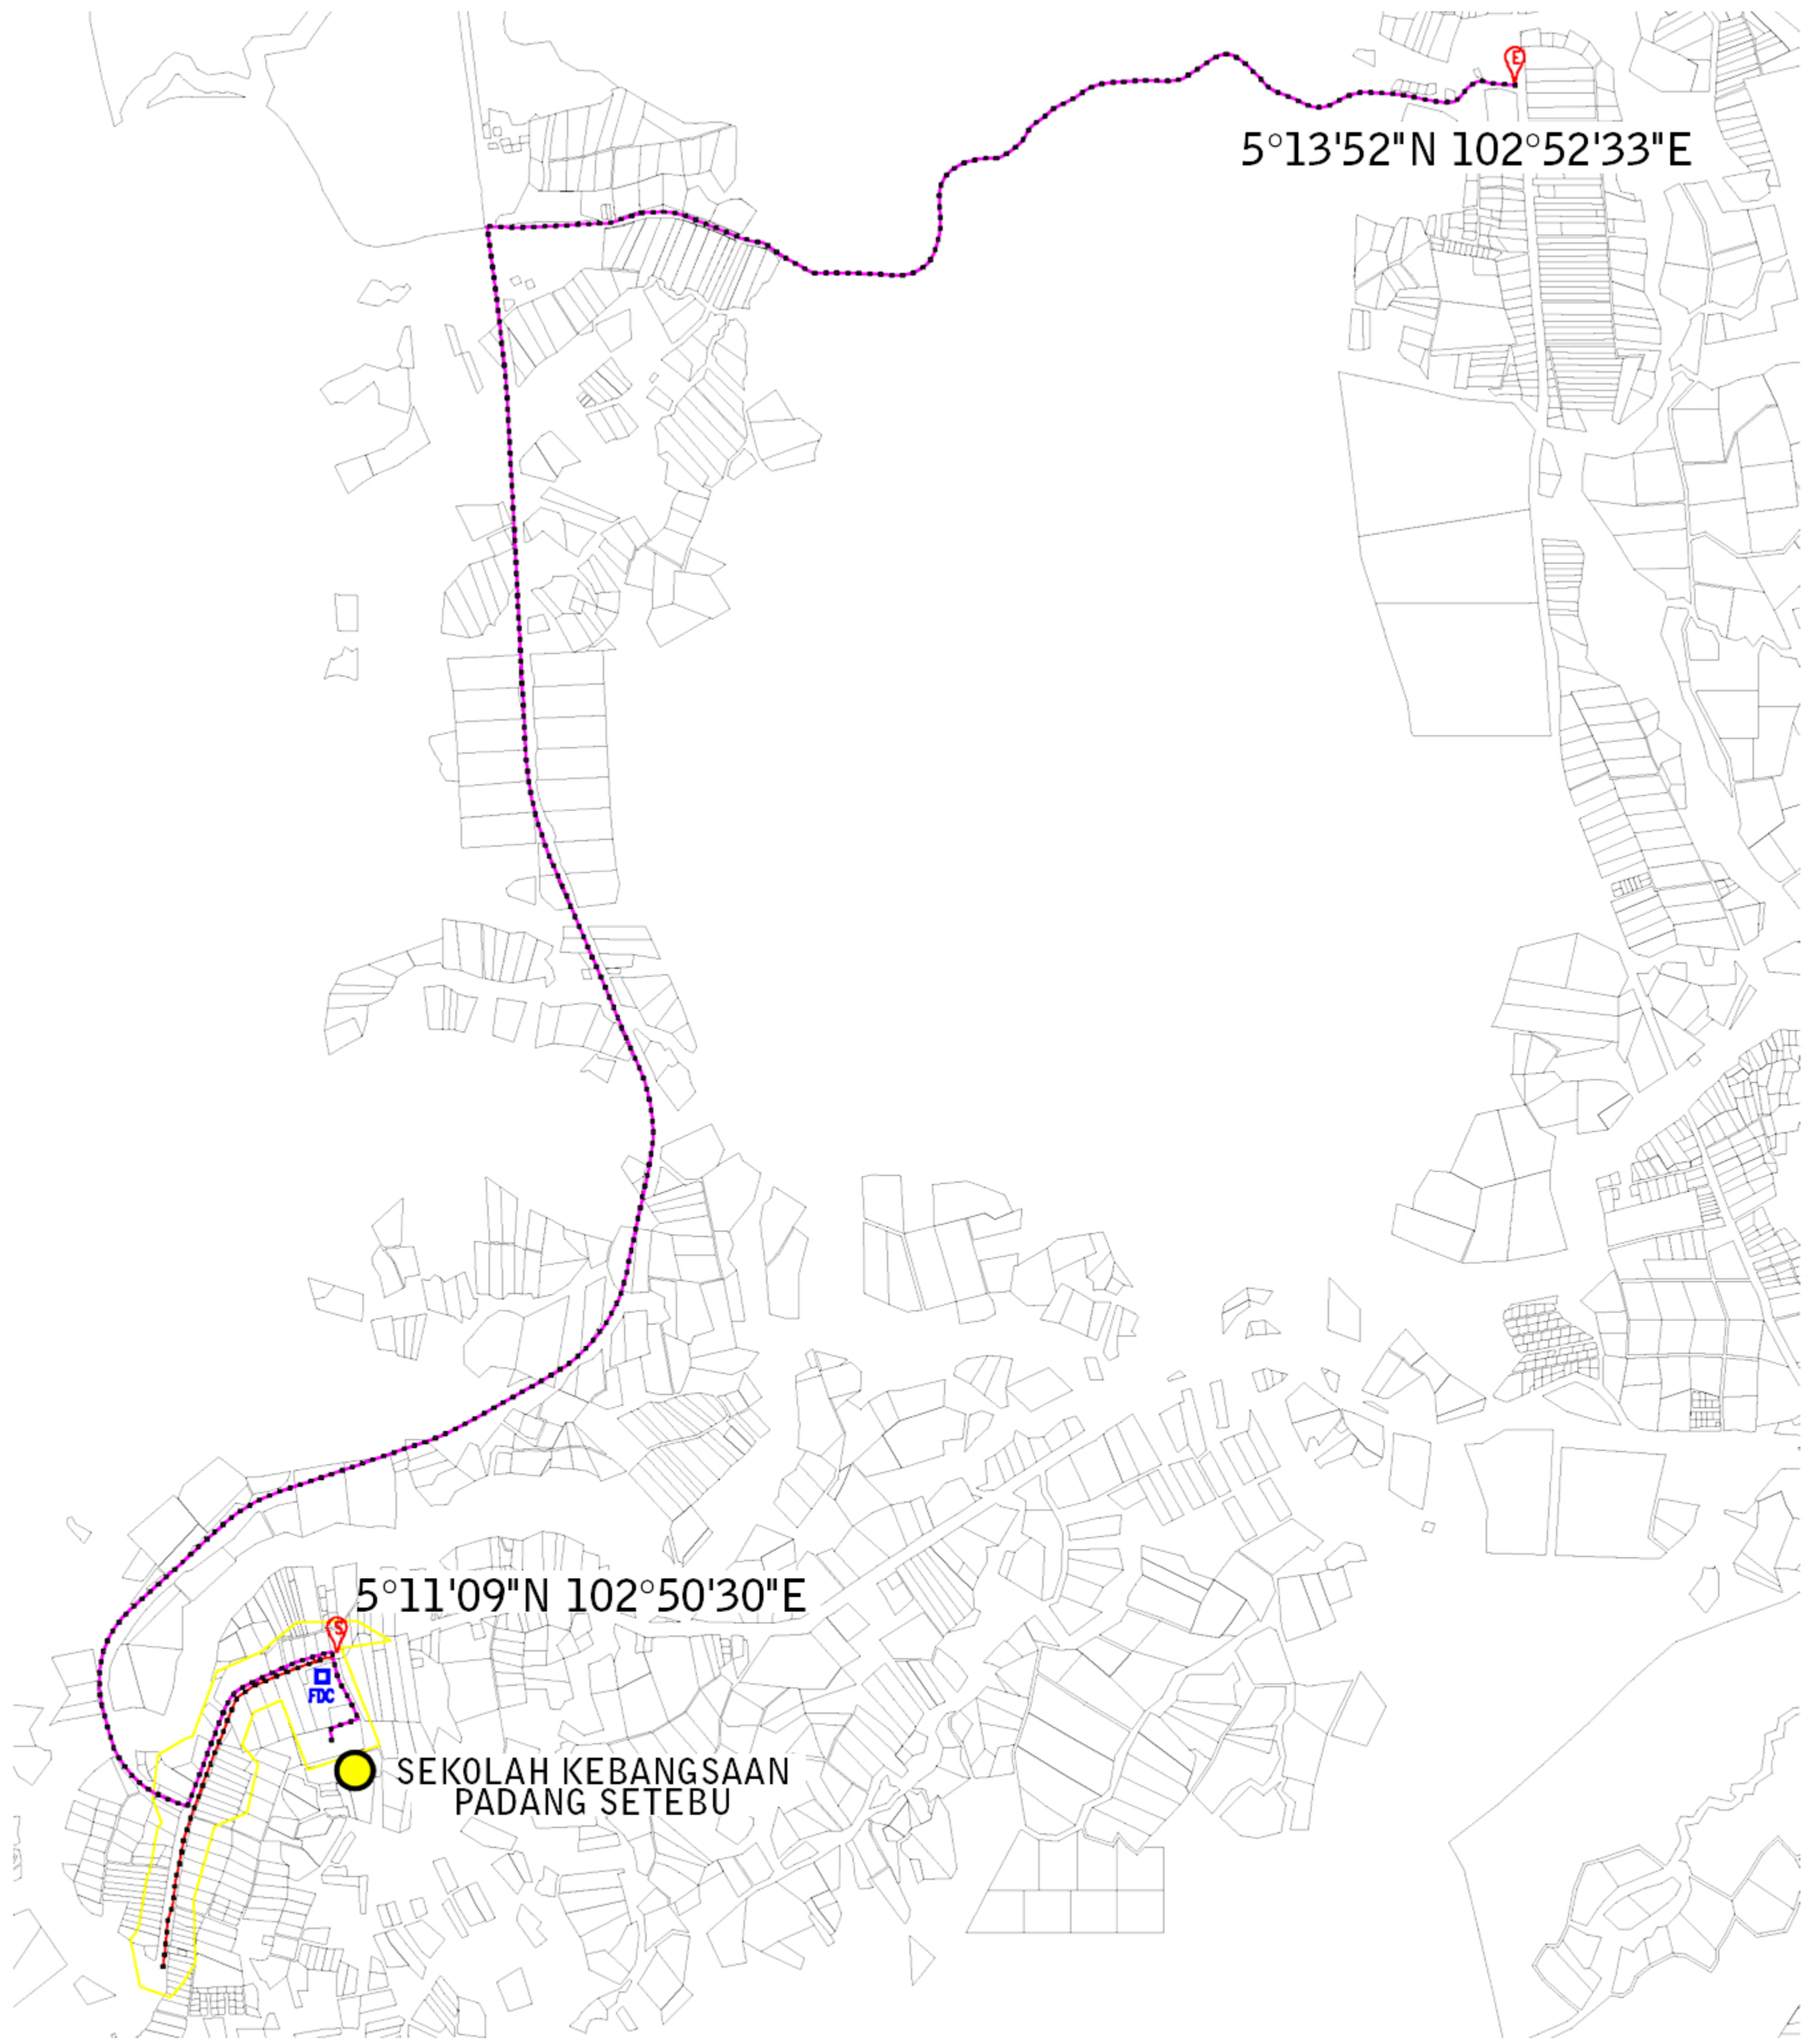 E
5°13'52"N 102°52'33"E
5°11'09"N 102°50'30"E
S
FDC
SEKOLAH KEBANGSAAN
PADANG SETEBU